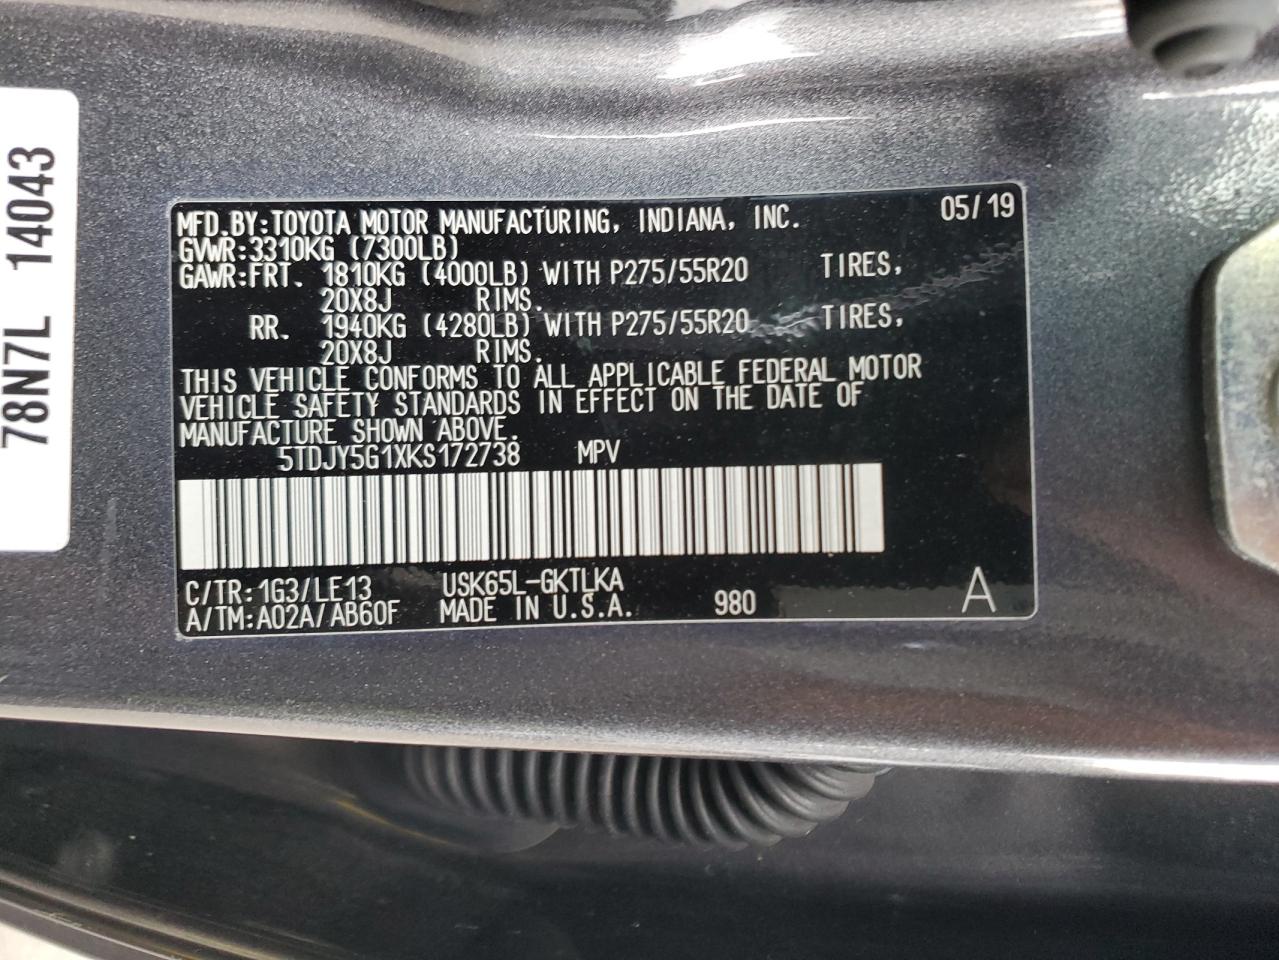 78N7L 14043
MFD.BY:TOYOTA MOTOR MANUFACTURING, INDIANA, INC. 05/19
GVWR:3310KG (7300LB)
GAWR:FRT. 1810KG (4000LB) WITH P275/55R20 TIRES,
20X8J RIMS.
RR. 1940KG (4280LB) WITH P275/55R20 TIRES,
20X8J RIMS.
THIS VEHICLE CONFORMS TO ALL APPLICABLE FEDERAL MOTOR
VEHICLE SAFETY STANDARDS IN EFFECT ON THE DATE OF
MANUFACTURE SHOWN ABOVE.
5TDJY5G1XKS172738 MPV
C/TR:1G3/LE13 USK65L-GKTLKA
A/TM:A02A/AB60F MADE IN U.S.A. 980 A